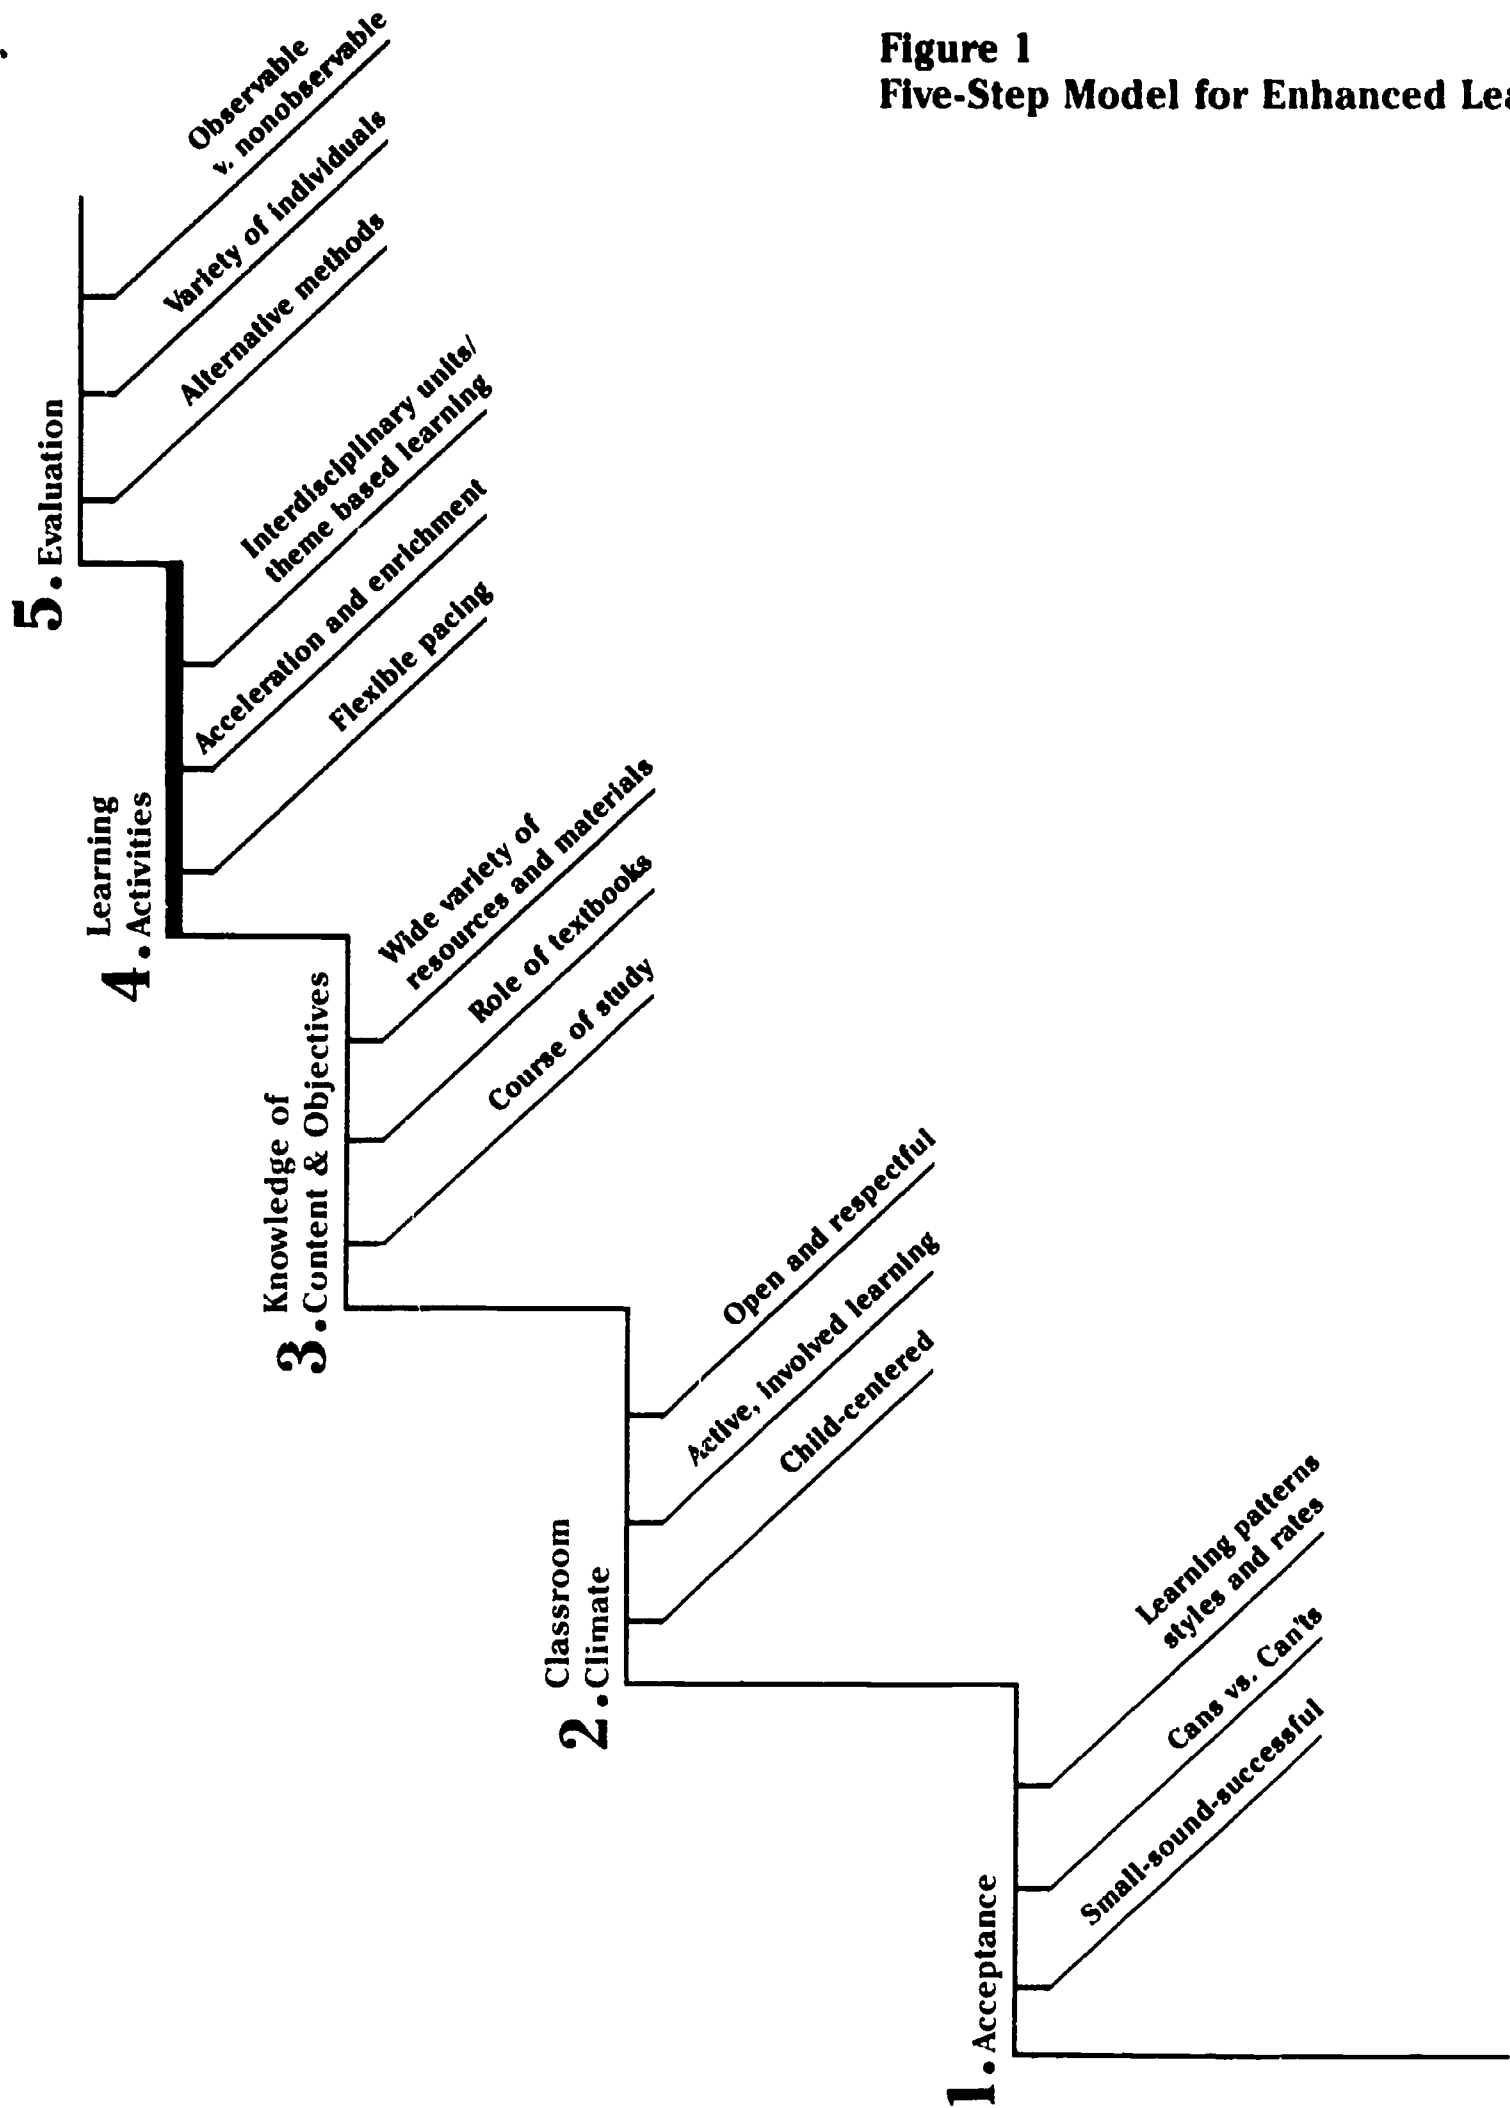 Figure 1
Five-Step Model for Enhanced
1. Acceptance
Small-sound-successful
Cans vs. Can'ts
Learning patterns
styles and rates
Classroom
2. Climate
Child-centered
Active, involved learning
Open and respectful
Knowledge of
3. Content & Objectives
Course of study
Role of textbooks
Wide variety of
resources and materials
Learning
4. Activities
Flexible pacing
Acceleration and enrichment
Interdisciplinary units/
theme based learning
5. Evaluation
Alternative methods
Variety of individuals
Observable
v. nonobservable